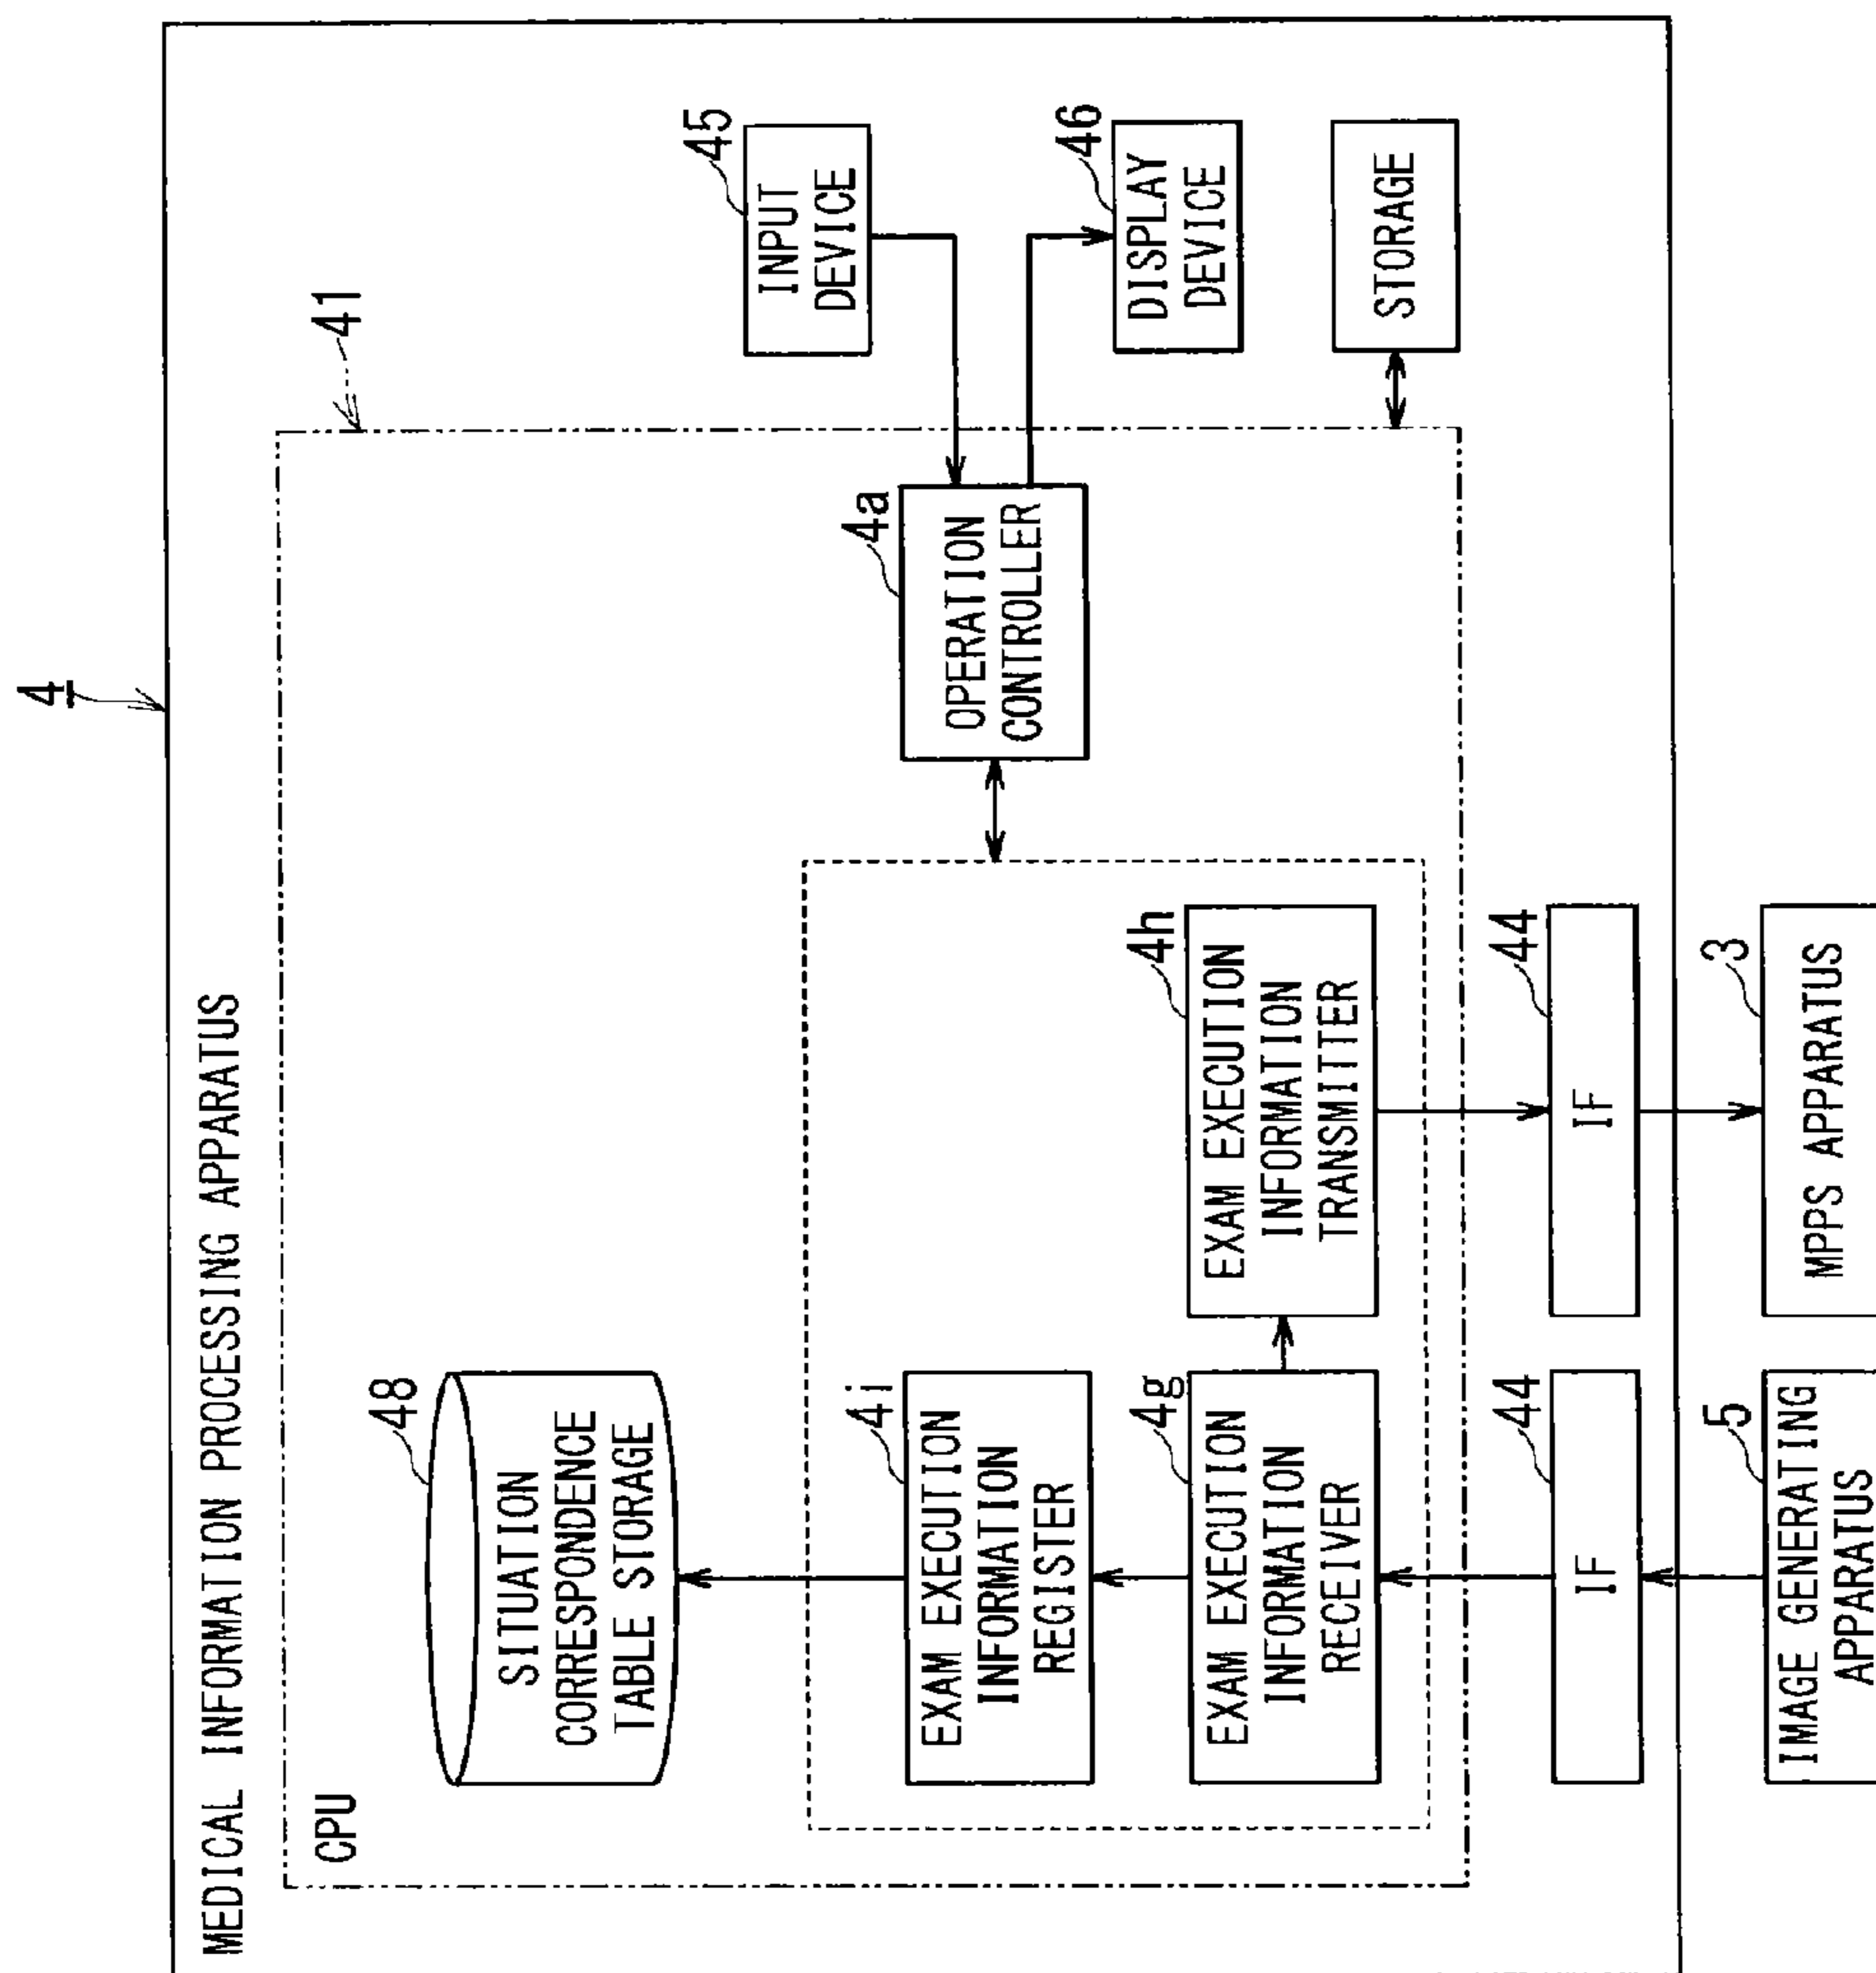 4
MEDICAL INFORMATION PROCESSING APPARATUS
41
CPU
48
SITUATION
CORRESPONDENCE
TABLE STORAGE
4i
EXAM EXECUTION
INFORMATION
REGISTER
4g
EXAM EXECUTION
INFORMATION
RECEIVER
4h
EXAM EXECUTION
INFORMATION
TRANSMITTER
4a
OPERATION
CONTROLLER
45
INPUT
DEVICE
46
DISPLAY
DEVICE
STORAGE
44
IF
44
IF
5
IMAGE GENERATING
APPARATUS
3
MPPS APPARATUS